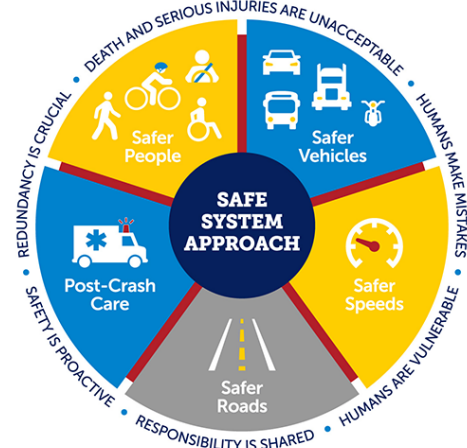 DEATH AND SERIOUS INJURIES ARE UNACCEPTABLE
HUMANS MAKE MISTAKES
HUMANS ARE VULNERABLE
RESPONSIBILITY IS SHARED
SAFETY IS PROACTIVE
REDUNDANCY IS CRUCIAL
Safer
People
Safer
Vehicles
SAFE
SYSTEM
APPROACH
Post-Crash
Care
Safer
Speeds
Safer
Roads